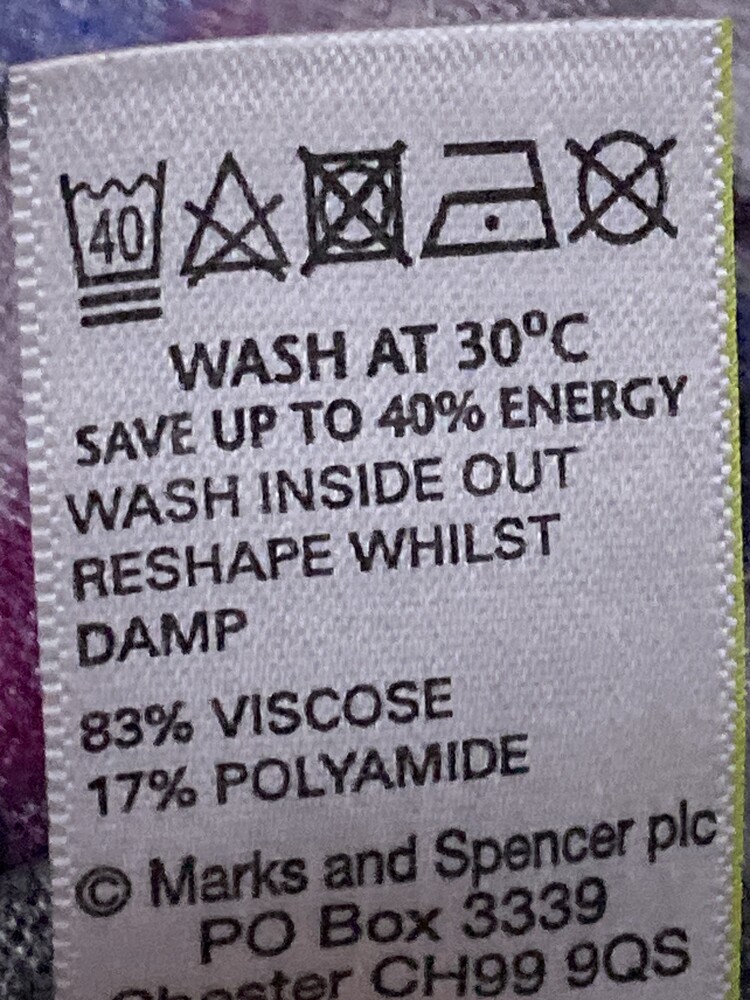 40
WASH AT 30°C
SAVE UP TO 40% ENERGY
WASH INSIDE OUT
RESHAPE WHILST
DAMP
83% VISCOSE
17% POLYAMIDE
© Marks and Spencer plc
PO Box 3339
Chester CH99 9QS